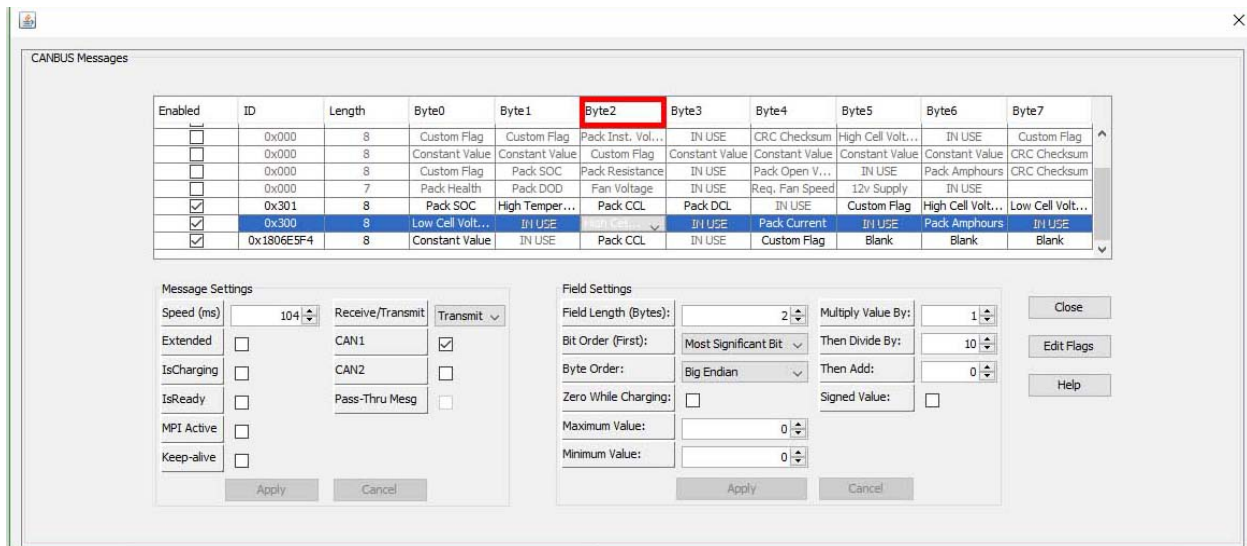 CANBUS Messages
Enabled ID Length Byte0 Byte1 Byte2 Byte3 Byte4 Byte5 Byte6 Byte7
0x000 8 Custom Flag Custom Flag Pack Inst. Vol... IN USE CRC Checksum High Cell Volt... IN USE Custom Flag
0x000 8 Constant Value Constant Value Custom Flag Constant Value Constant Value Constant Value Constant Value CRC Checksum
0x000 8 Custom Flag Pack SOC Pack Resistance IN USE Pack Open V... IN USE Pack Amphours CRC Checksum
0x000 7 Pack Health Pack DOD Fan Voltage IN USE Req. Fan Speed 12v Supply IN USE
0x301 8 Pack SOC High Temper... Pack CCL Pack DCL IN USE Custom Flag High Cell Volt... Low Cell Volt...
0x300 8 Low Cell Volt... IN USE High Cel... IN USE Pack Current IN USE Pack Amphours IN USE
0x1806E5F4 8 Constant Value IN USE Pack CCL IN USE Custom Flag Blank Blank Blank
Message Settings
Speed (ms) 104 Receive/Transmit Transmit
Extended CAN1
IsCharging CAN2
IsReady Pass-Thru Mesg
MPI Active
Keep-alive
Apply Cancel
Field Settings
Field Length (Bytes): 2 Multiply Value By: 1
Bit Order (First): Most Significant Bit Then Divide By: 10
Byte Order: Big Endian Then Add: 0
Zero While Charging: Signed Value:
Maximum Value: 0
Minimum Value: 0
Apply Cancel
Close
Edit Flags
Help